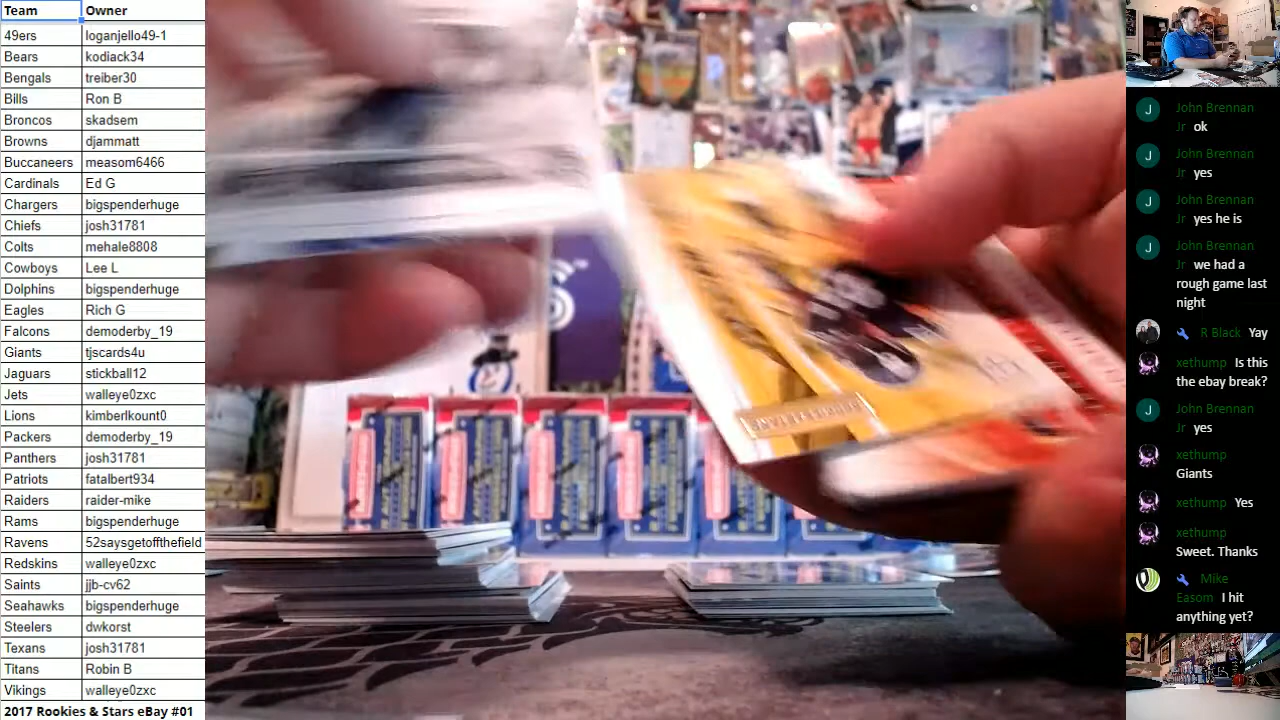 Team Owner
49ers loganjello49-1
Bears kodiack34
Bengals treiber30
Bills Ron B
Broncos skadsem
Browns djammatt
Buccaneers measom6466
Cardinals Ed G
Chargers bigspenderhuge
Chiefs josh31781
Colts mehale8808
Cowboys Lee L
Dolphins bigspenderhuge
Eagles Rich G
Falcons demoderby_19
Giants tjscards4u
Jaguars stickball12
Jets walleye0zxc
Lions kimberlkount0
Packers demoderby_19
Panthers josh31781
Patriots fatalbert934
Raiders raider-mike
Rams bigspenderhuge
Ravens 52saysgetoffthefield
Redskins walleye0zxc
Saints jjb-cv62
Seahawks bigspenderhuge
Steelers dwkorst
Texans josh31781
Titans Robin B
Vikings walleye0zxc
2017 Rookies & Stars eBay #01
J John Brennan
Jr ok
J John Brennan
Jr yes
J John Brennan
Jr yes he is
J John Brennan
Jr we had a
rough game last
night
R Black Yay
xethump Is this
the ebay break?
J John Brennan
Jr yes
xethump
Giants
xethump Yes
xethump
Sweet. Thanks
Mike
Easom I hit
anything yet?